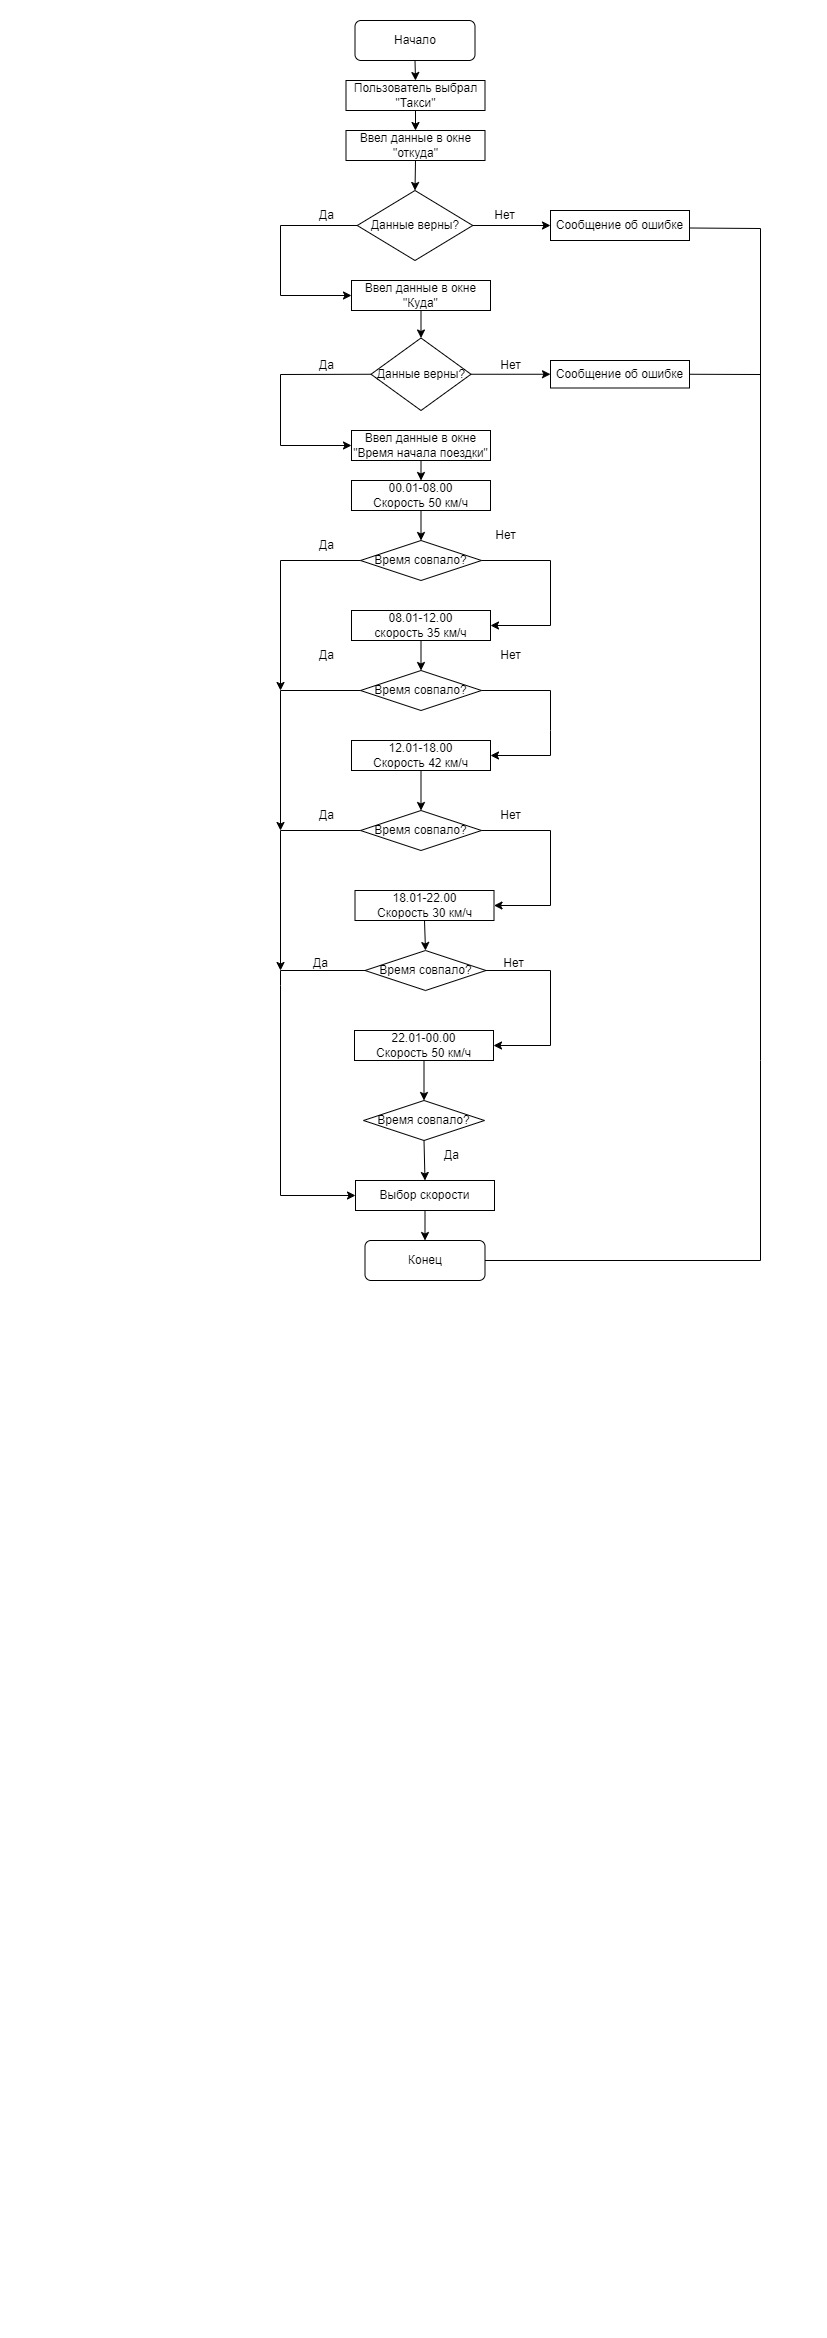 Начало
Пользователь выбрал
"Такси"
Ввел данные в окне
"откуда"
Да
Данные верны?
Нет
Сообщение об ошибке
Ввел данные в окне
"Куда"
Да
Данные верны?
Нет
Сообщение об ошибке
Ввел данные в окне
"Время начала поездки"
00.01-08.00
Скорость 50 км/ч
Да
Время совпало?
Нет
08.01-12.00
скорость 35 км/ч
Да
Нет
Время совпало?
12.01-18.00
Скорость 42 км/ч
Да
Нет
Время совпало?
18.01-22.00
Скорость 30 км/ч
Да
Время совпало?
Нет
22.01-00.00
Скорость 50 км/ч
Время совпало?
Да
Выбор скорости
Конец